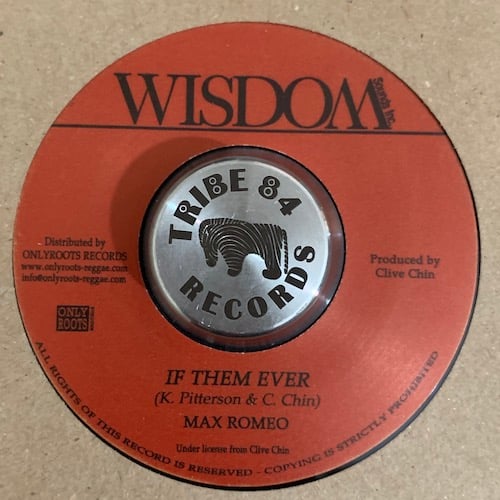 WISDOM
Sounds Inc.
TRIBE 84
RECORDS
Distributed by
ONLYROOTS RECORDS
www.onlyroots-reggae.com
info@onlyroots-reggae.com
Produced by
Clive Chin
ONLY
ROOTS
IF THEM EVER
(K. Pitterson & C. Chin)
MAX ROMEO
Under license from Clive Chin
ALL RIGHTS OF THIS RECORD IS RESERVED - COPYING IS STRICTLY PROHIBITED